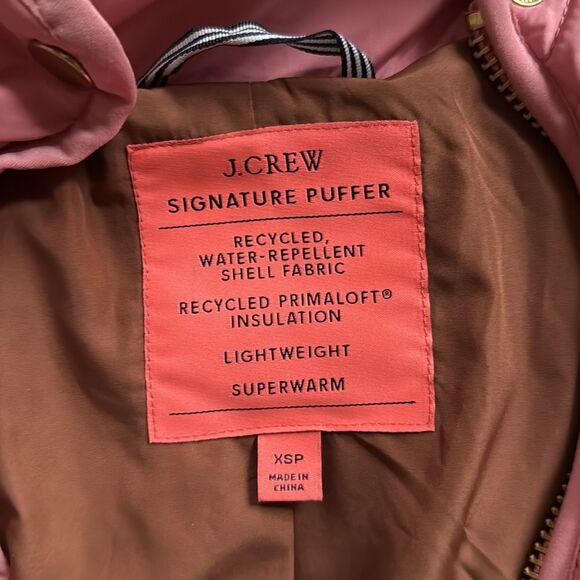 J.CREW
SIGNATURE PUFFER
RECYCLED,
WATER-REPELLENT
SHELL FABRIC
RECYCLED PRIMALOFT®
INSULATION
LIGHTWEIGHT
SUPERWARM
XSP
MADE IN
CHINA